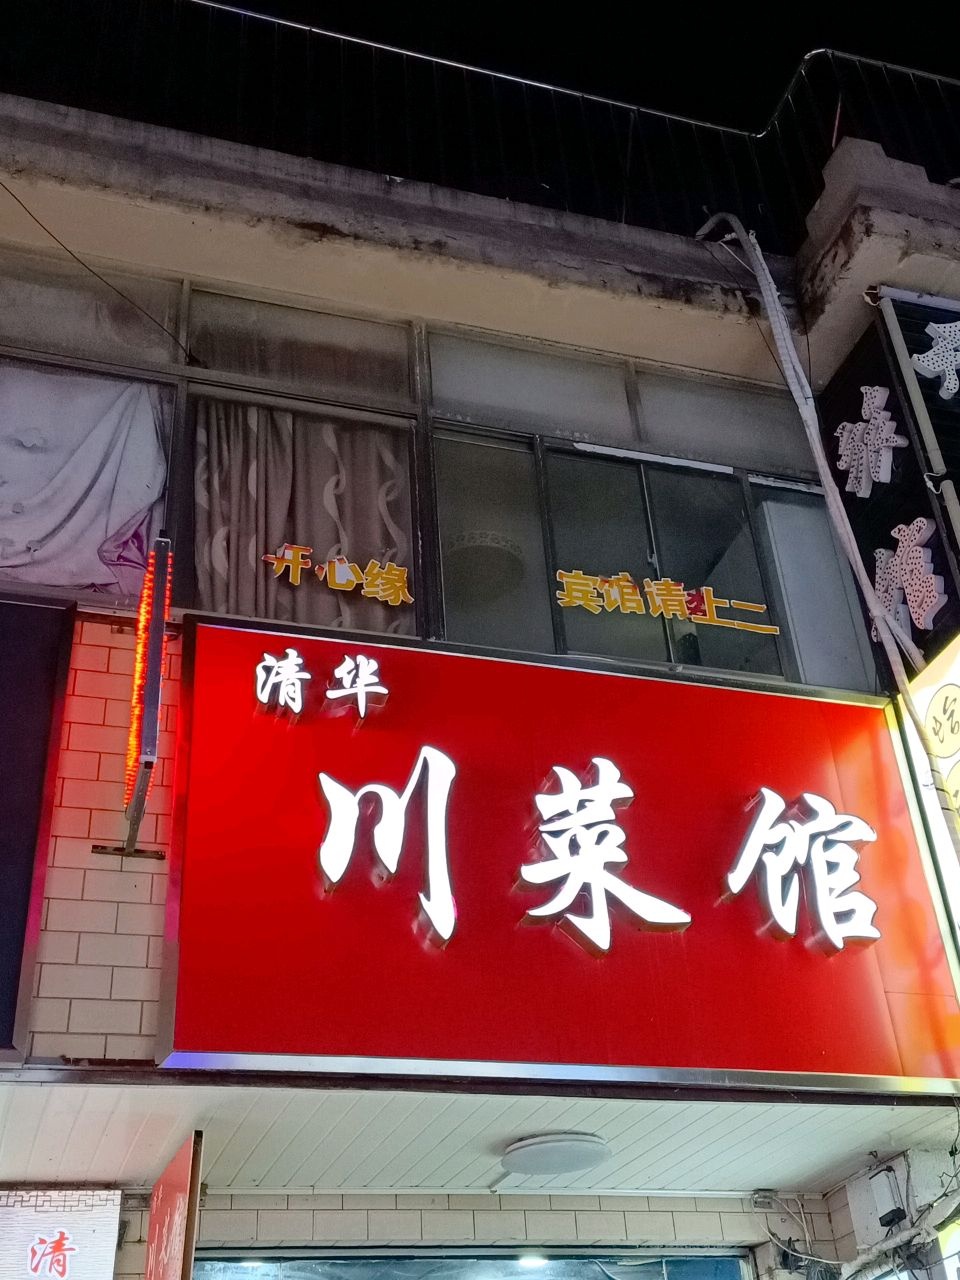 开心缘 宾馆请上二
清华
川菜馆
清